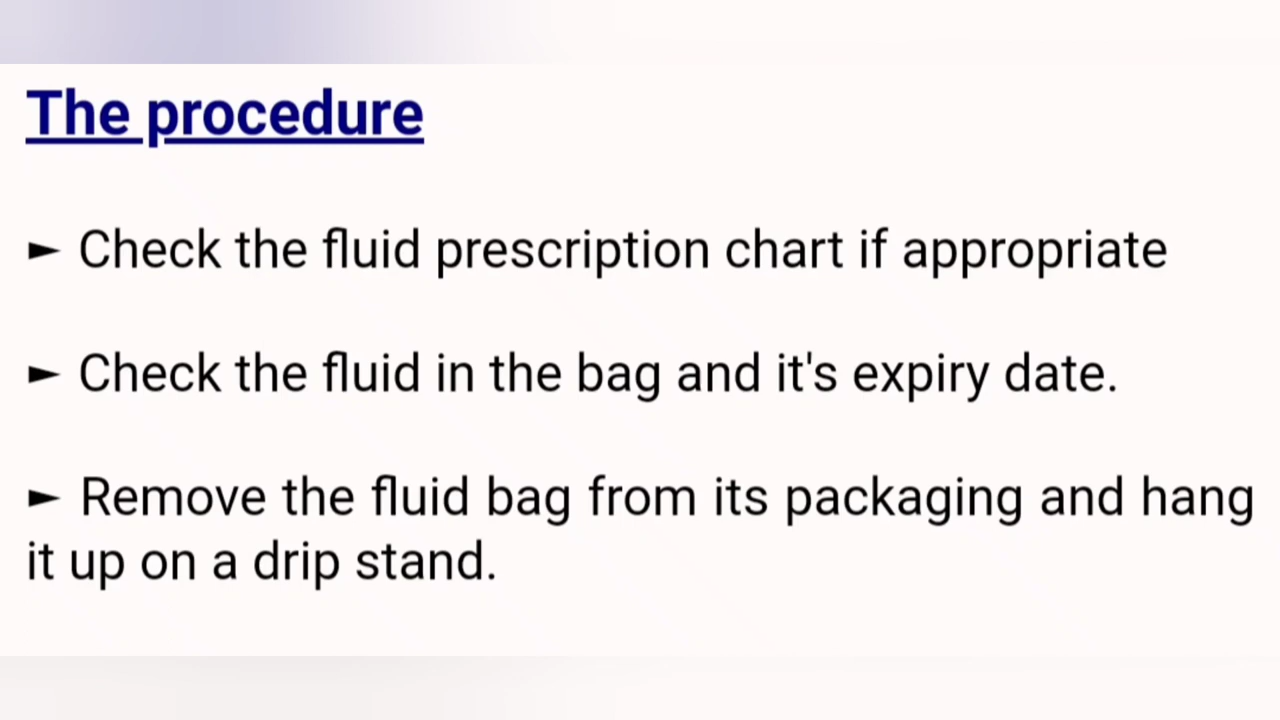 The procedure
► Check the fluid prescription chart if appropriate
► Check the fluid in the bag and it's expiry date.
► Remove the fluid bag from its packaging and hang
it up on a drip stand.